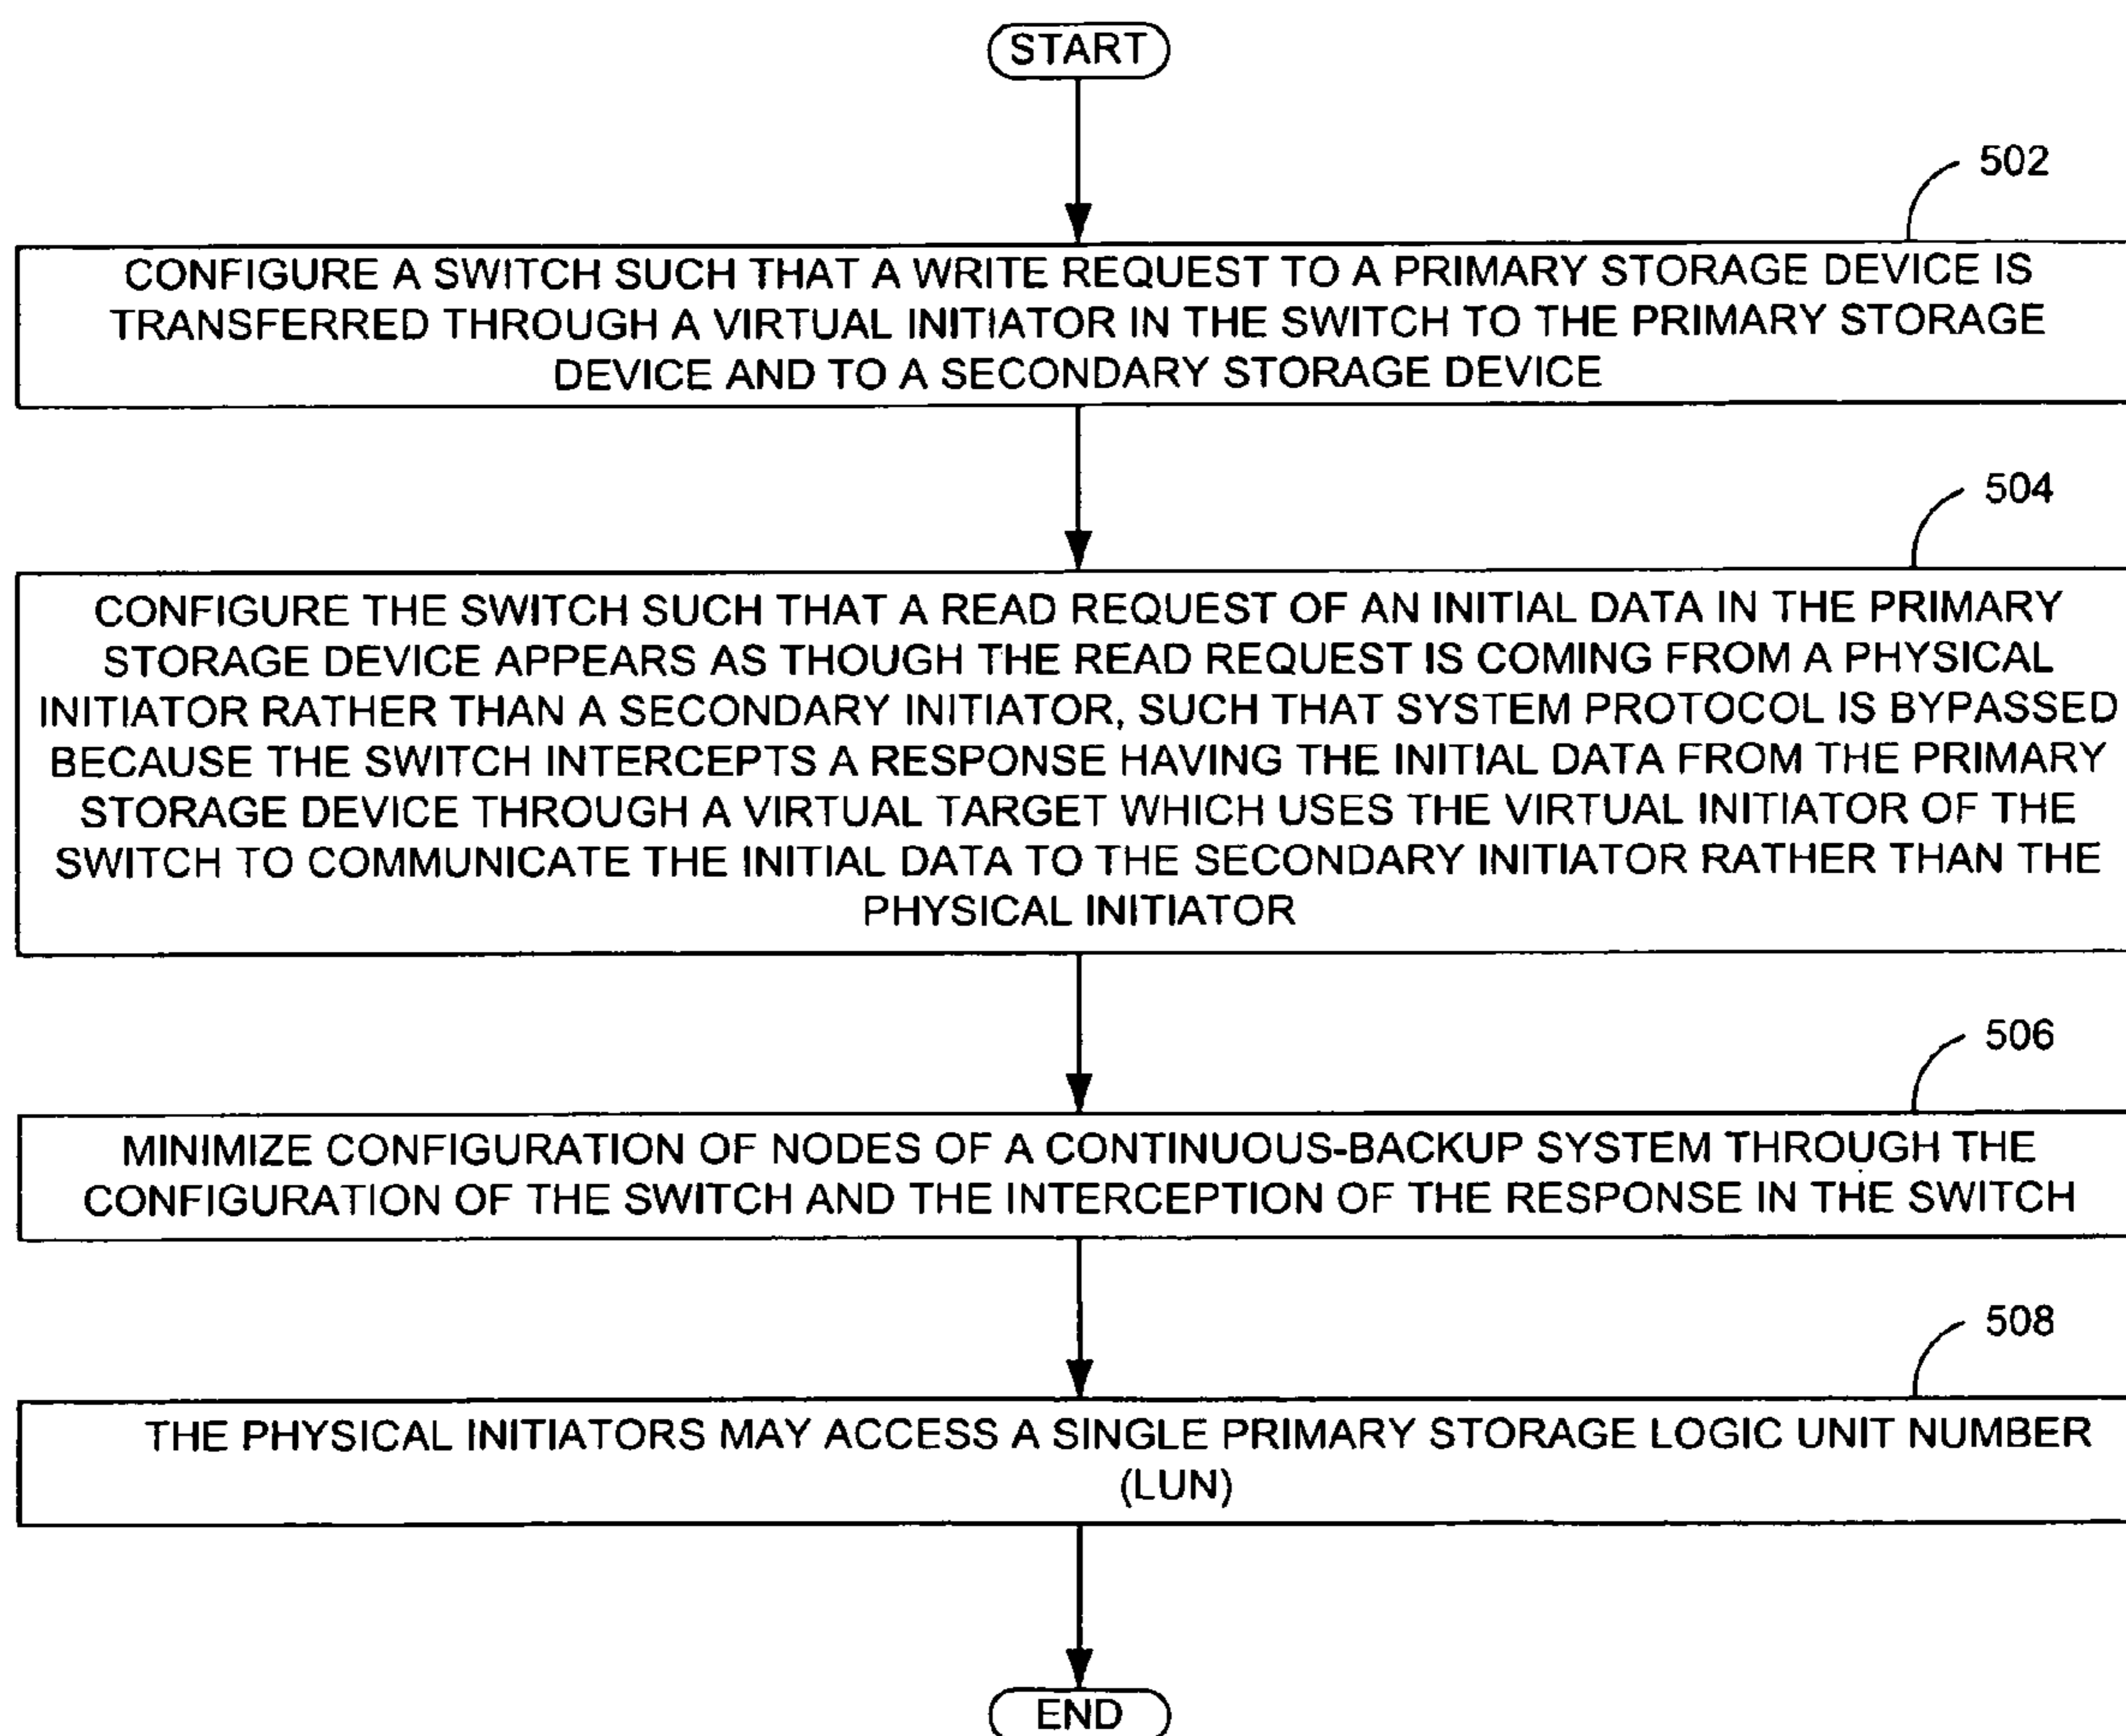 START
502
CONFIGURE A SWITCH SUCH THAT A WRITE REQUEST TO A PRIMARY STORAGE DEVICE IS
TRANSFERRED THROUGH A VIRTUAL INITIATOR IN THE SWITCH TO THE PRIMARY STORAGE
DEVICE AND TO A SECONDARY STORAGE DEVICE
504
CONFIGURE THE SWITCH SUCH THAT A READ REQUEST OF AN INITIAL DATA IN THE PRIMARY
STORAGE DEVICE APPEARS AS THOUGH THE READ REQUEST IS COMING FROM A PHYSICAL
INITIATOR RATHER THAN A SECONDARY INITIATOR, SUCH THAT SYSTEM PROTOCOL IS BYPASSED
BECAUSE THE SWITCH INTERCEPTS A RESPONSE HAVING THE INITIAL DATA FROM THE PRIMARY
STORAGE DEVICE THROUGH A VIRTUAL TARGET WHICH USES THE VIRTUAL INITIATOR OF THE
SWITCH TO COMMUNICATE THE INITIAL DATA TO THE SECONDARY INITIATOR RATHER THAN THE
PHYSICAL INITIATOR
506
MINIMIZE CONFIGURATION OF NODES OF A CONTINUOUS-BACKUP SYSTEM THROUGH THE
CONFIGURATION OF THE SWITCH AND THE INTERCEPTION OF THE RESPONSE IN THE SWITCH
508
THE PHYSICAL INITIATORS MAY ACCESS A SINGLE PRIMARY STORAGE LOGIC UNIT NUMBER
(LUN)
END